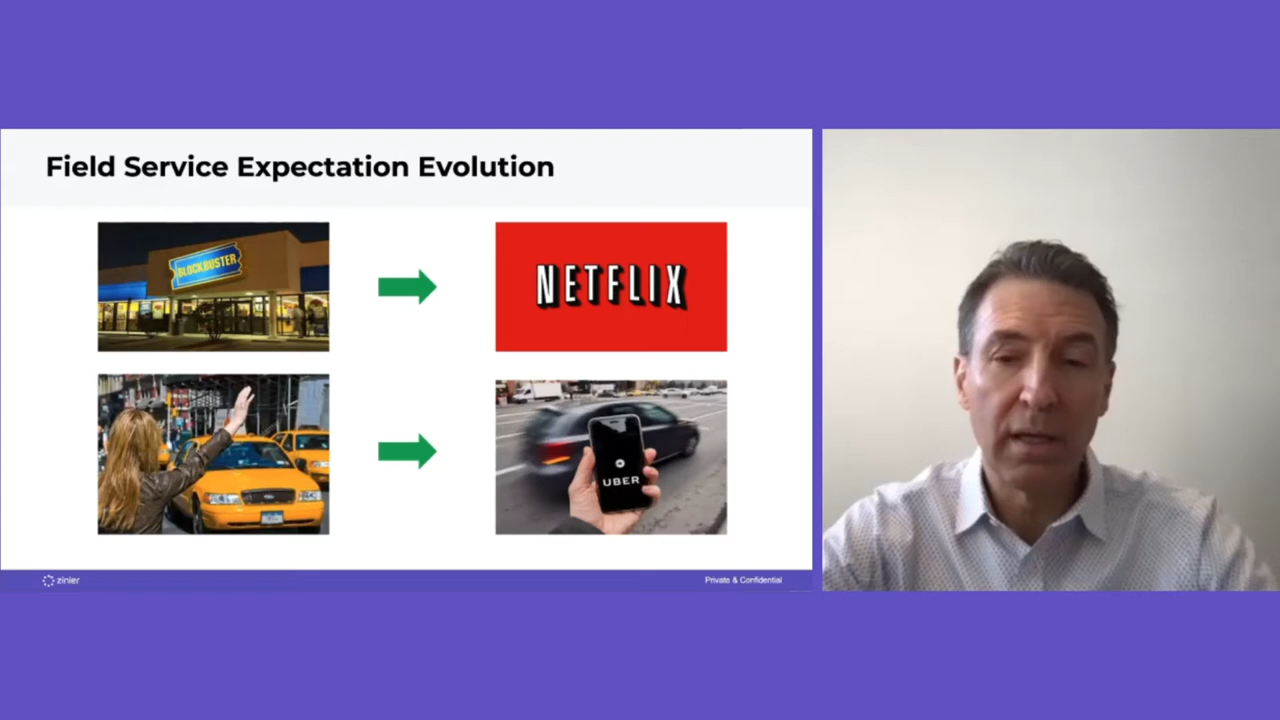 Field Service Expectation Evolution
BLOCKBUSTER
NETFLIX
UBER
zinier
Private & Confidential